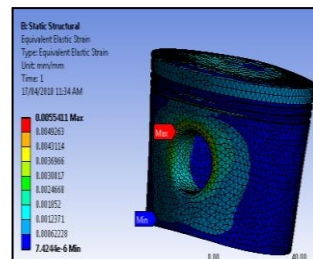 B: Static Structural
Equivalent Elastic Strain
Type: Equivalent Elastic Strain
Unit: mm/mm
Time: 1
17/04/2018 11:34 AM
0.0055411 Max
0.0049263
0.0043114
0.0036966
0.0030817
0.0024668
0.001852
0.0012371
0.00062228
7.4244e-6 Min
Max
Min
0.00
40.00